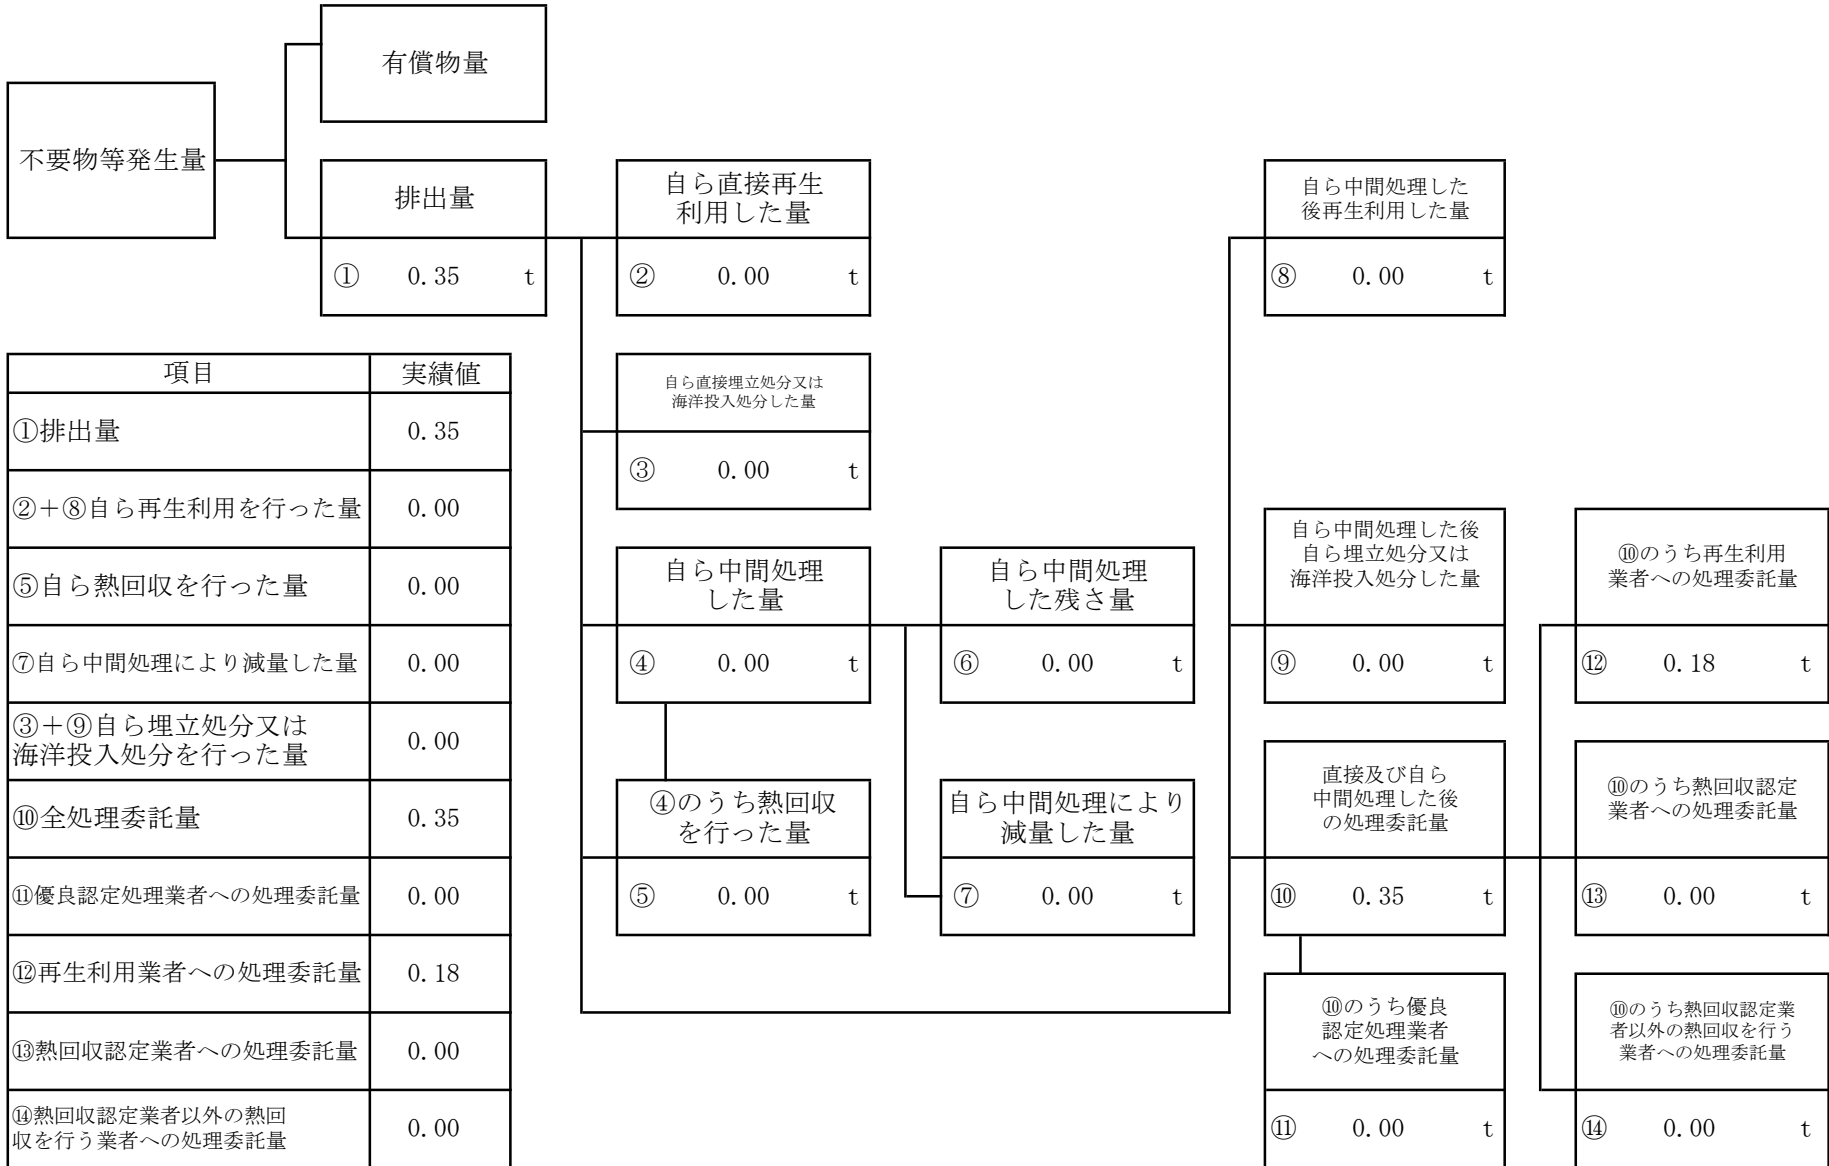 有償物量
不要物等発生量
排出量
① 0.35 t
自ら直接再生
利用した量
② 0.00 t
自ら中間処理した
後再生利用した量
⑧ 0.00 t
項目 実績値
①排出量 0.35
②＋⑧自ら再生利用を行った量 0.00
⑤自ら熱回収を行った量 0.00
⑦自ら中間処理により減量した量 0.00
③＋⑨自ら埋立処分又は
海洋投入処分を行った量 0.00
⑩全処理委託量 0.35
⑪優良認定処理業者への処理委託量 0.00
⑫再生利用業者への処理委託量 0.18
⑬熱回収認定業者への処理委託量 0.00
⑭熱回収認定業者以外の熱回
収を行う業者への処理委託量 0.00
自ら直接埋立処分又は
海洋投入処分した量
③ 0.00 t
自ら中間処理
した量
④ 0.00 t
自ら中間処理
した残さ量
⑥ 0.00 t
自ら中間処理した後
自ら埋立処分又は
海洋投入処分した量
⑨ 0.00 t
⑩のうち再生利用
業者への処理委託量
⑫ 0.18 t
④のうち熱回収
を行った量
⑤ 0.00 t
自ら中間処理により
減量した量
⑦ 0.00 t
直接及び自ら
中間処理した後
の処理委託量
⑩ 0.35 t
⑩のうち熱回収認定
業者への処理委託量
⑬ 0.00 t
⑩のうち優良
認定処理業者
への処理委託量
⑪ 0.00 t
⑩のうち熱回収認定業
者以外の熱回収を行う
業者への処理委託量
⑭ 0.00 t